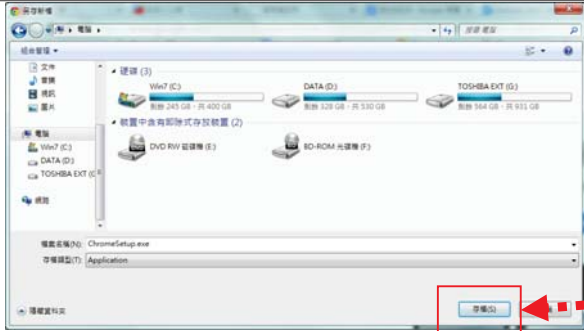 另存新檔
電腦
搜尋 電腦
組合管理
文件
音樂
視訊
圖片
電腦
Win7 (C:)
DATA (D:)
TOSHIBA EXT (G
網路
硬碟 (3)
Win7 (C:)
剩餘 245 GB，共 400 GB
DATA (D:)
剩餘 328 GB，共 530 GB
TOSHIBA EXT (G:)
剩餘 564 GB，共 931 GB
裝置中含有卸除式存放裝置 (2)
DVD RW 磁碟機 (E:)
BD-ROM 光碟機 (F:)
檔案名稱(N): ChromeSetup.exe
存檔類型(T): Application
隱藏資料夾
存檔(S)